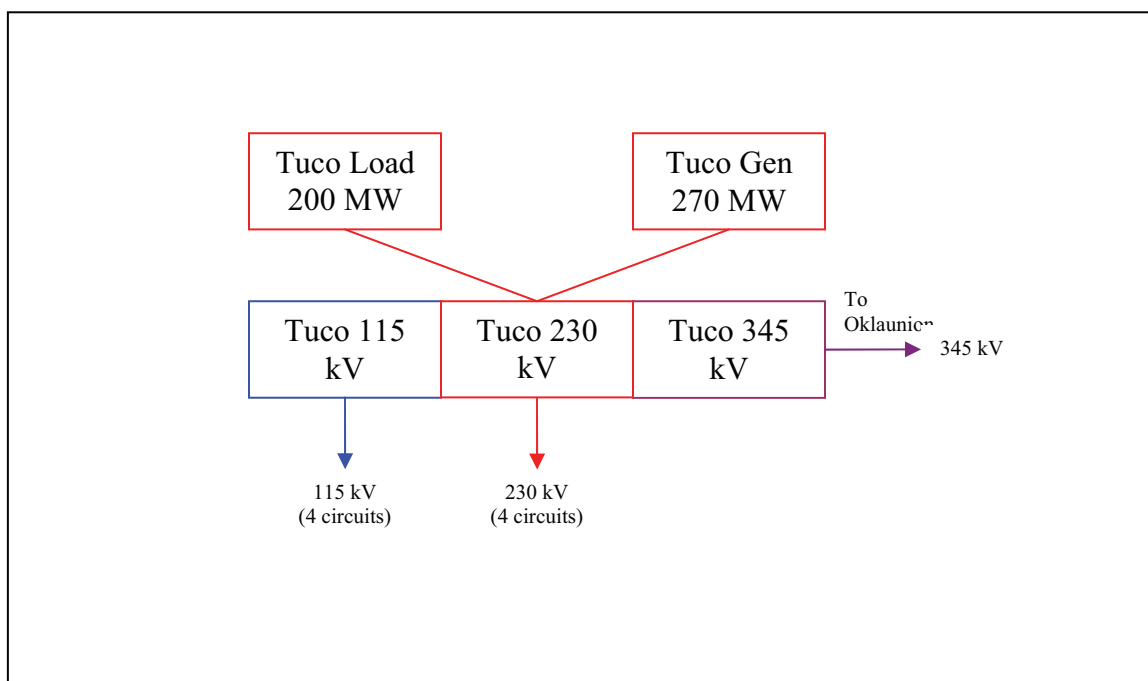 Tuco Load
200 MW
Tuco Gen
270 MW
Tuco 115
kV
Tuco 230
kV
Tuco 345
kV
To
Oklaunion
345 kV
115 kV
(4 circuits)
230 kV
(4 circuits)